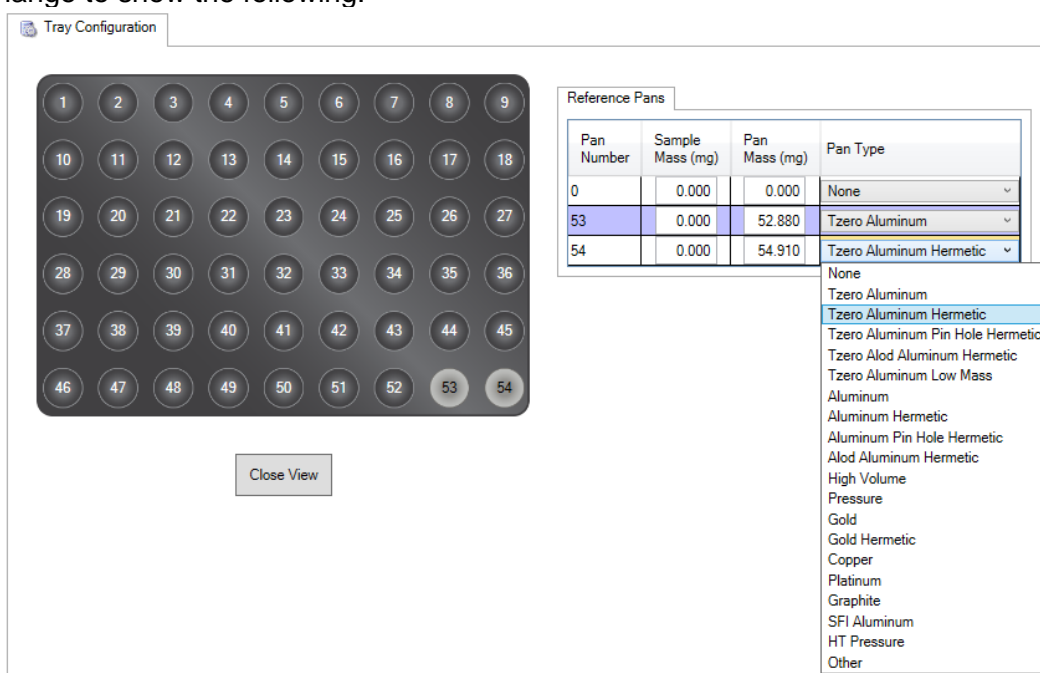 lange to show the following.
Tray Configuration
1 2 3 4 5 6 7 8 9
10 11 12 13 14 15 16 17 18
19 20 21 22 23 24 25 26 27
28 29 30 31 32 33 34 35 36
37 38 39 40 41 42 43 44 45
46 47 48 49 50 51 52 53 54
Close View
Reference Pans
Pan Number Sample Mass (mg) Pan Mass (mg) Pan Type
0 0.000 0.000 None
53 0.000 52.880 Tzero Aluminum
54 0.000 54.910 Tzero Aluminum Hermetic
None
Tzero Aluminum
Tzero Aluminum Hermetic
Tzero Aluminum Pin Hole Hermetic
Tzero Alod Aluminum Hermetic
Tzero Aluminum Low Mass
Aluminum
Aluminum Hermetic
Aluminum Pin Hole Hermetic
Alod Aluminum Hermetic
High Volume
Pressure
Gold
Gold Hermetic
Copper
Platinum
Graphite
SFI Aluminum
HT Pressure
Other